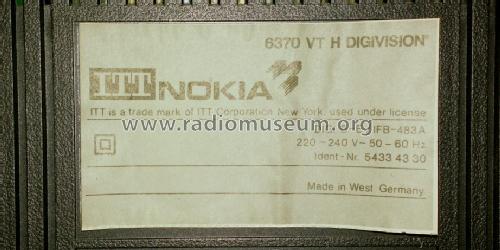 6370 VT H DIGIVISION
ITT NOKIA
ITT is a trade mark of ITT Corporation New York, used under license
www.radiomuseum.org
IFB-483A
220-240 V~50-60 Hz
Ident-Nr. 5433 43 30
Made in West Germany